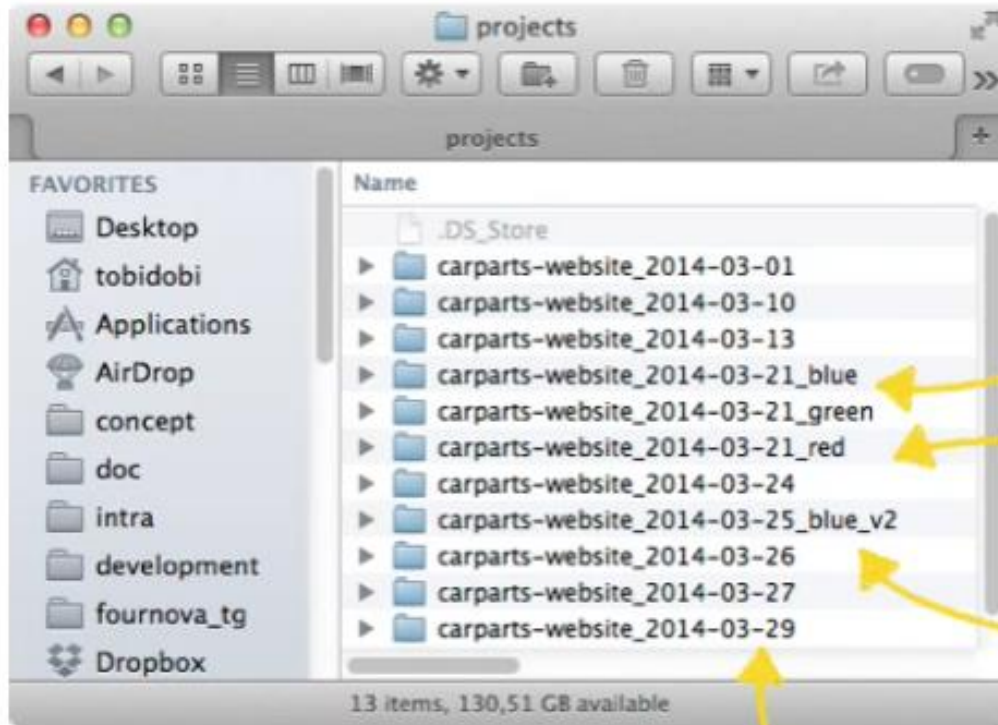 projects
projects
FAVORITES
Desktop
tobidobi
Applications
AirDrop
concept
doc
intra
development
fournova_tg
Dropbox
Name
.DS_Store
carparts-website_2014-03-01
carparts-website_2014-03-10
carparts-website_2014-03-13
carparts-website_2014-03-21_blue
carparts-website_2014-03-21_green
carparts-website_2014-03-21_red
carparts-website_2014-03-24
carparts-website_2014-03-25_blue_v2
carparts-website_2014-03-26
carparts-website_2014-03-27
carparts-website_2014-03-29
13 items, 130,51 GB available